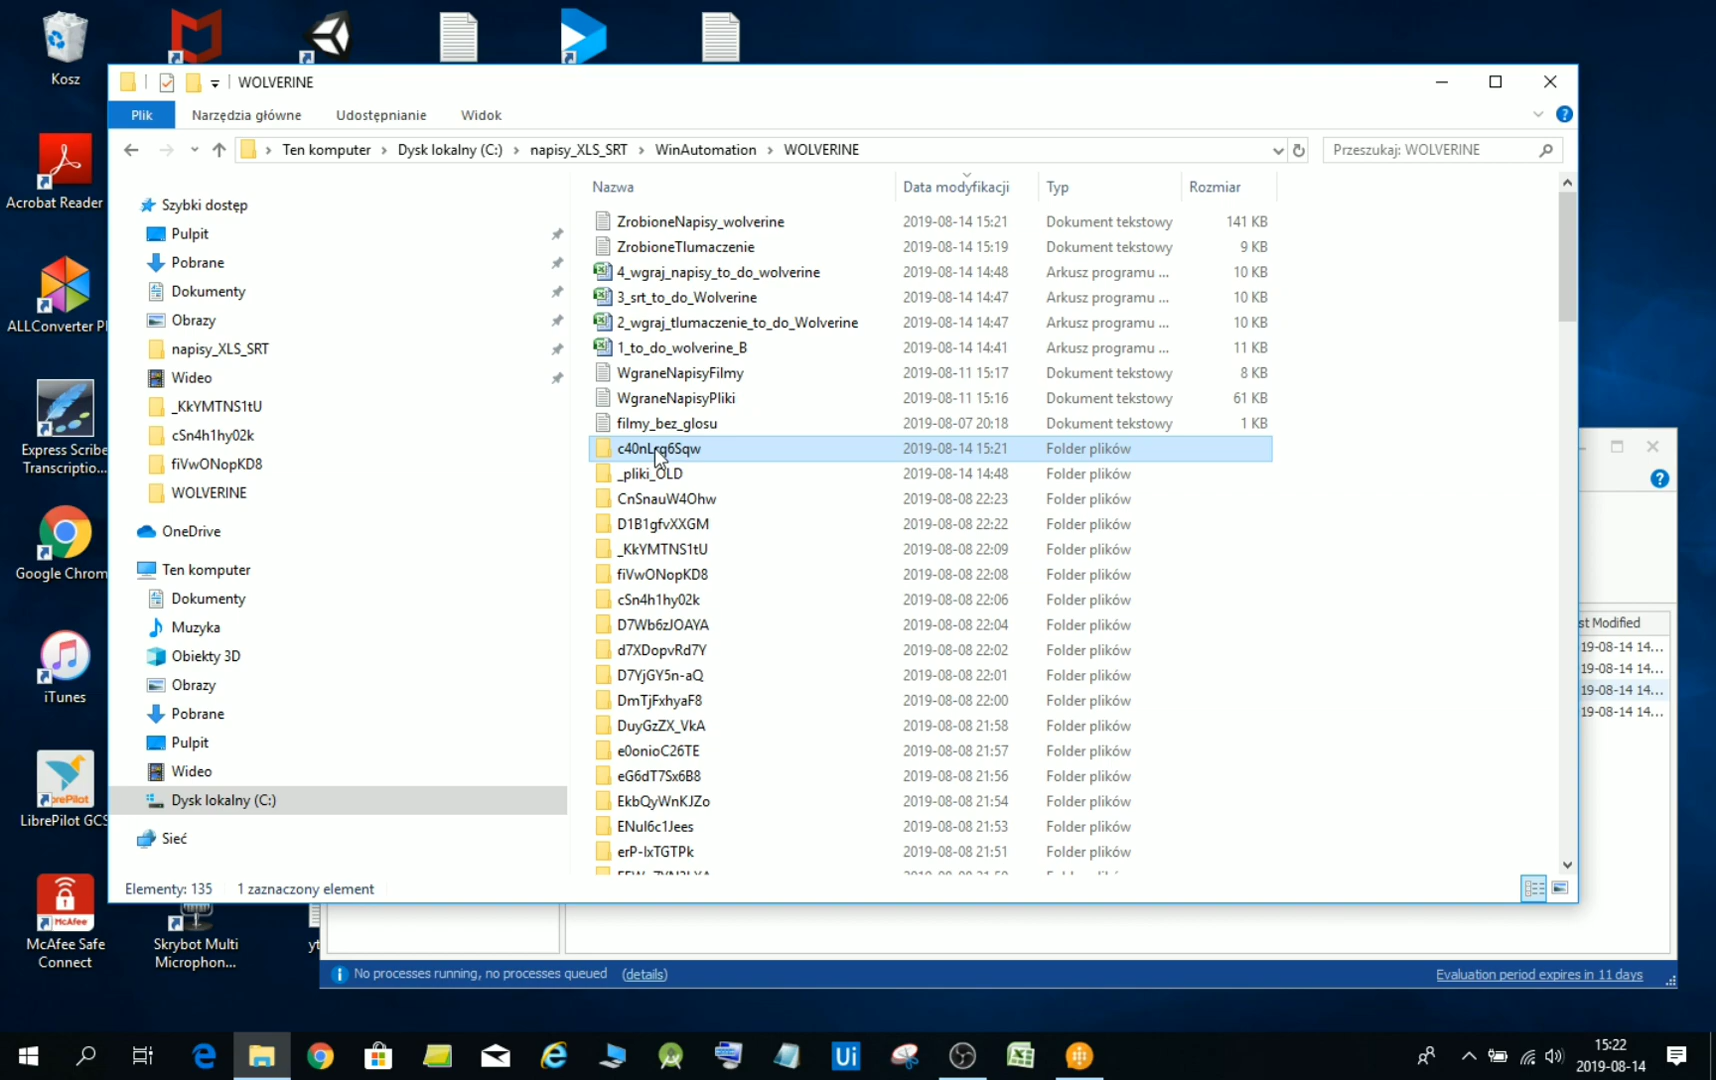 Kosz
WOLVERINE
Plik Narzędzia główne Udostępnianie Widok
Ten komputer Dysk lokalny (C:) napisy_XLS_SRT WinAutomation WOLVERINE
Przeszukaj: WOLVERINE
Acrobat Reader
ALLConverter Pl
Express Scribe
Transcriptio...
Google Chrom
iTunes
LibrePilot GCS
McAfee Safe
Connect
Skrybot Multi
Microphon...
yt
Szybki dostęp
Pulpit
Pobrane
Dokumenty
Obrazy
napisy_XLS_SRT
Wideo
_KkYMTNS1tU
cSn4h1hy02k
fiVwONopKD8
WOLVERINE
OneDrive
Ten komputer
Dokumenty
Muzyka
Obiekty 3D
Obrazy
Pobrane
Pulpit
Wideo
Dysk lokalny (C:)
Sieć
Nazwa Data modyfikacji Typ Rozmiar
ZrobioneNapisy_wolverine 2019-08-14 15:21 Dokument tekstowy 141 KB
ZrobioneTlumaczenie 2019-08-14 15:19 Dokument tekstowy 9 KB
4_wgraj_napisy_to_do_wolverine 2019-08-14 14:48 Arkusz programu ... 10 KB
3_srt_to_do_Wolverine 2019-08-14 14:47 Arkusz programu ... 10 KB
2_wgraj_tlumaczenie_to_do_Wolverine 2019-08-14 14:47 Arkusz programu ... 10 KB
1_to_do_wolverine_B 2019-08-14 14:41 Arkusz programu ... 11 KB
WgraneNapisyFilmy 2019-08-11 15:17 Dokument tekstowy 8 KB
WgraneNapisyPliki 2019-08-11 15:16 Dokument tekstowy 61 KB
filmy_bez_glosu 2019-08-07 20:18 Dokument tekstowy 1 KB
c40nLrq6Sqw 2019-08-14 15:21 Folder plików
_pliki_OLD 2019-08-14 14:48 Folder plików
CnSnauW4Ohw 2019-08-08 22:23 Folder plików
D1B1gfvXXGM 2019-08-08 22:22 Folder plików
_KkYMTNS1tU 2019-08-08 22:09 Folder plików
fiVwONopKD8 2019-08-08 22:08 Folder plików
cSn4h1hy02k 2019-08-08 22:06 Folder plików
D7Wb6zJOAYA 2019-08-08 22:04 Folder plików
d7XDopvRd7Y 2019-08-08 22:02 Folder plików
D7YjGY5n-aQ 2019-08-08 22:01 Folder plików
DmTjFxhyaF8 2019-08-08 22:00 Folder plików
DuyGzZX_VkA 2019-08-08 21:58 Folder plików
e0onioC26TE 2019-08-08 21:57 Folder plików
eG6dT7Sx6B8 2019-08-08 21:56 Folder plików
EkbQyWnKJZo 2019-08-08 21:54 Folder plików
ENul6c1Jees 2019-08-08 21:53 Folder plików
erP-lxTGTPk 2019-08-08 21:51 Folder plików
Elementy: 135 1 zaznaczony element
st Modified
19-08-14 14...
19-08-14 14...
19-08-14 14...
19-08-14 14...
No processes running, no processes queued (details)
Evaluation period expires in 11 days
Ui
15:22
2019-08-14